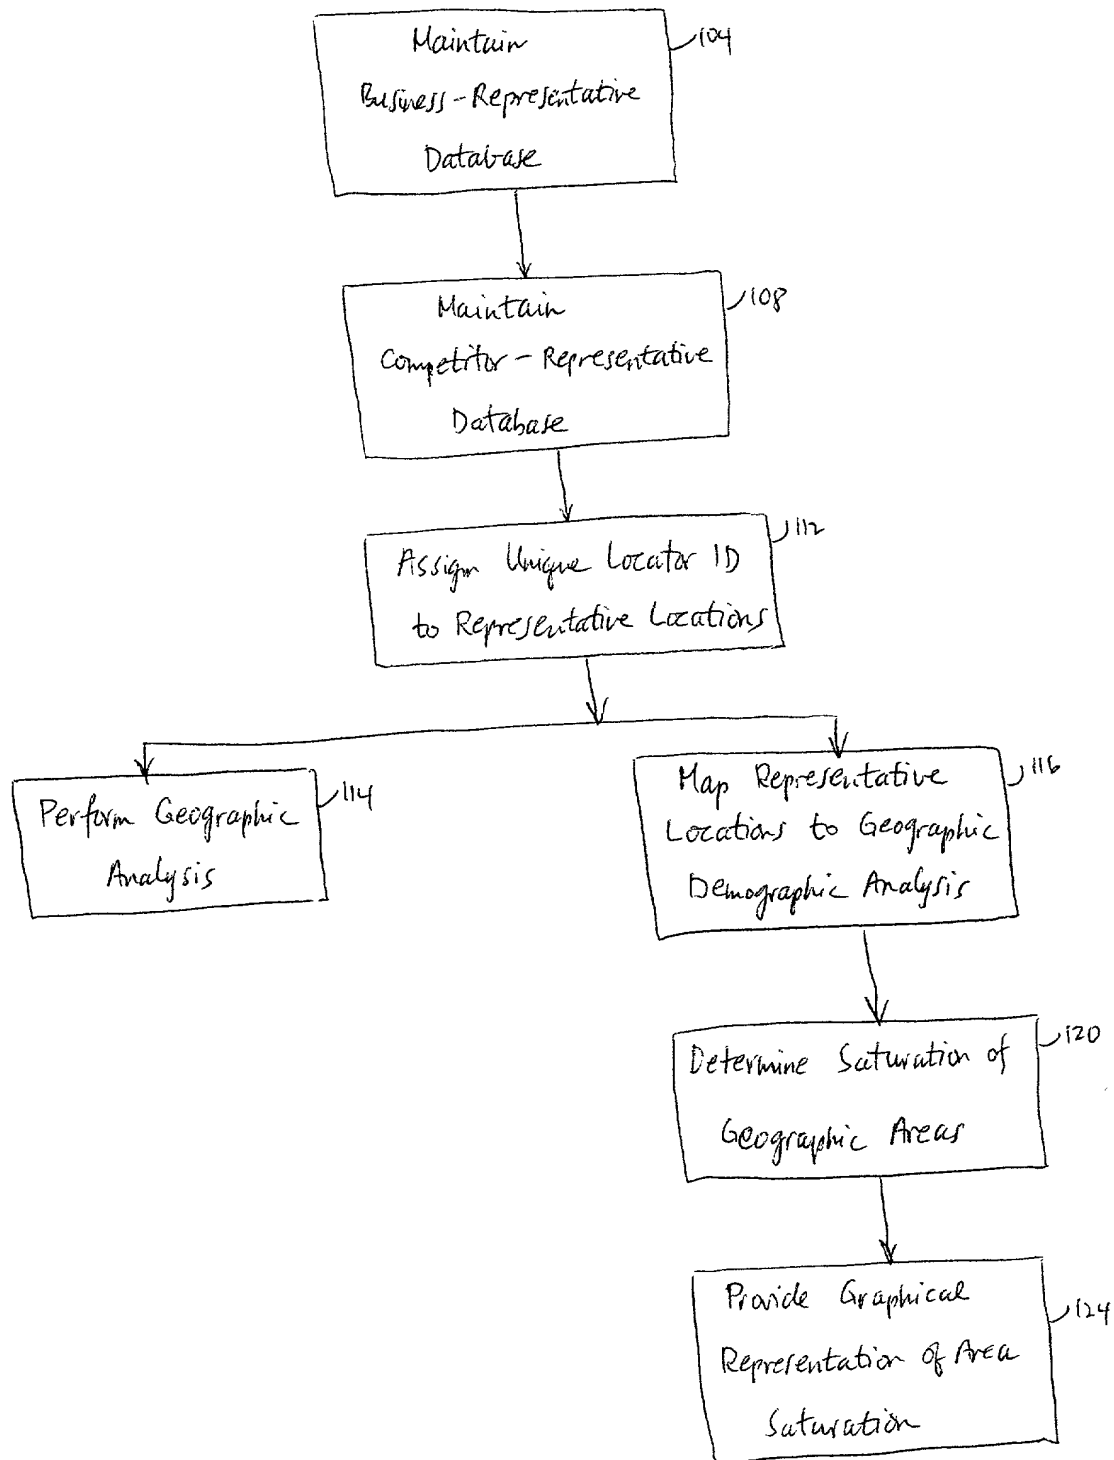 Maintain
Business-Representative
Database
104
Maintain
Competitor-Representative
Database
108
Assign Unique Locator ID
to Representative Locations
112
Perform Geographic
Analysis
114
Map Representative
Locations to Geographic
Demographic Analysis
116
Determine Saturation of
Geographic Areas
120
Provide Graphical
Representation of Area
Saturation
124